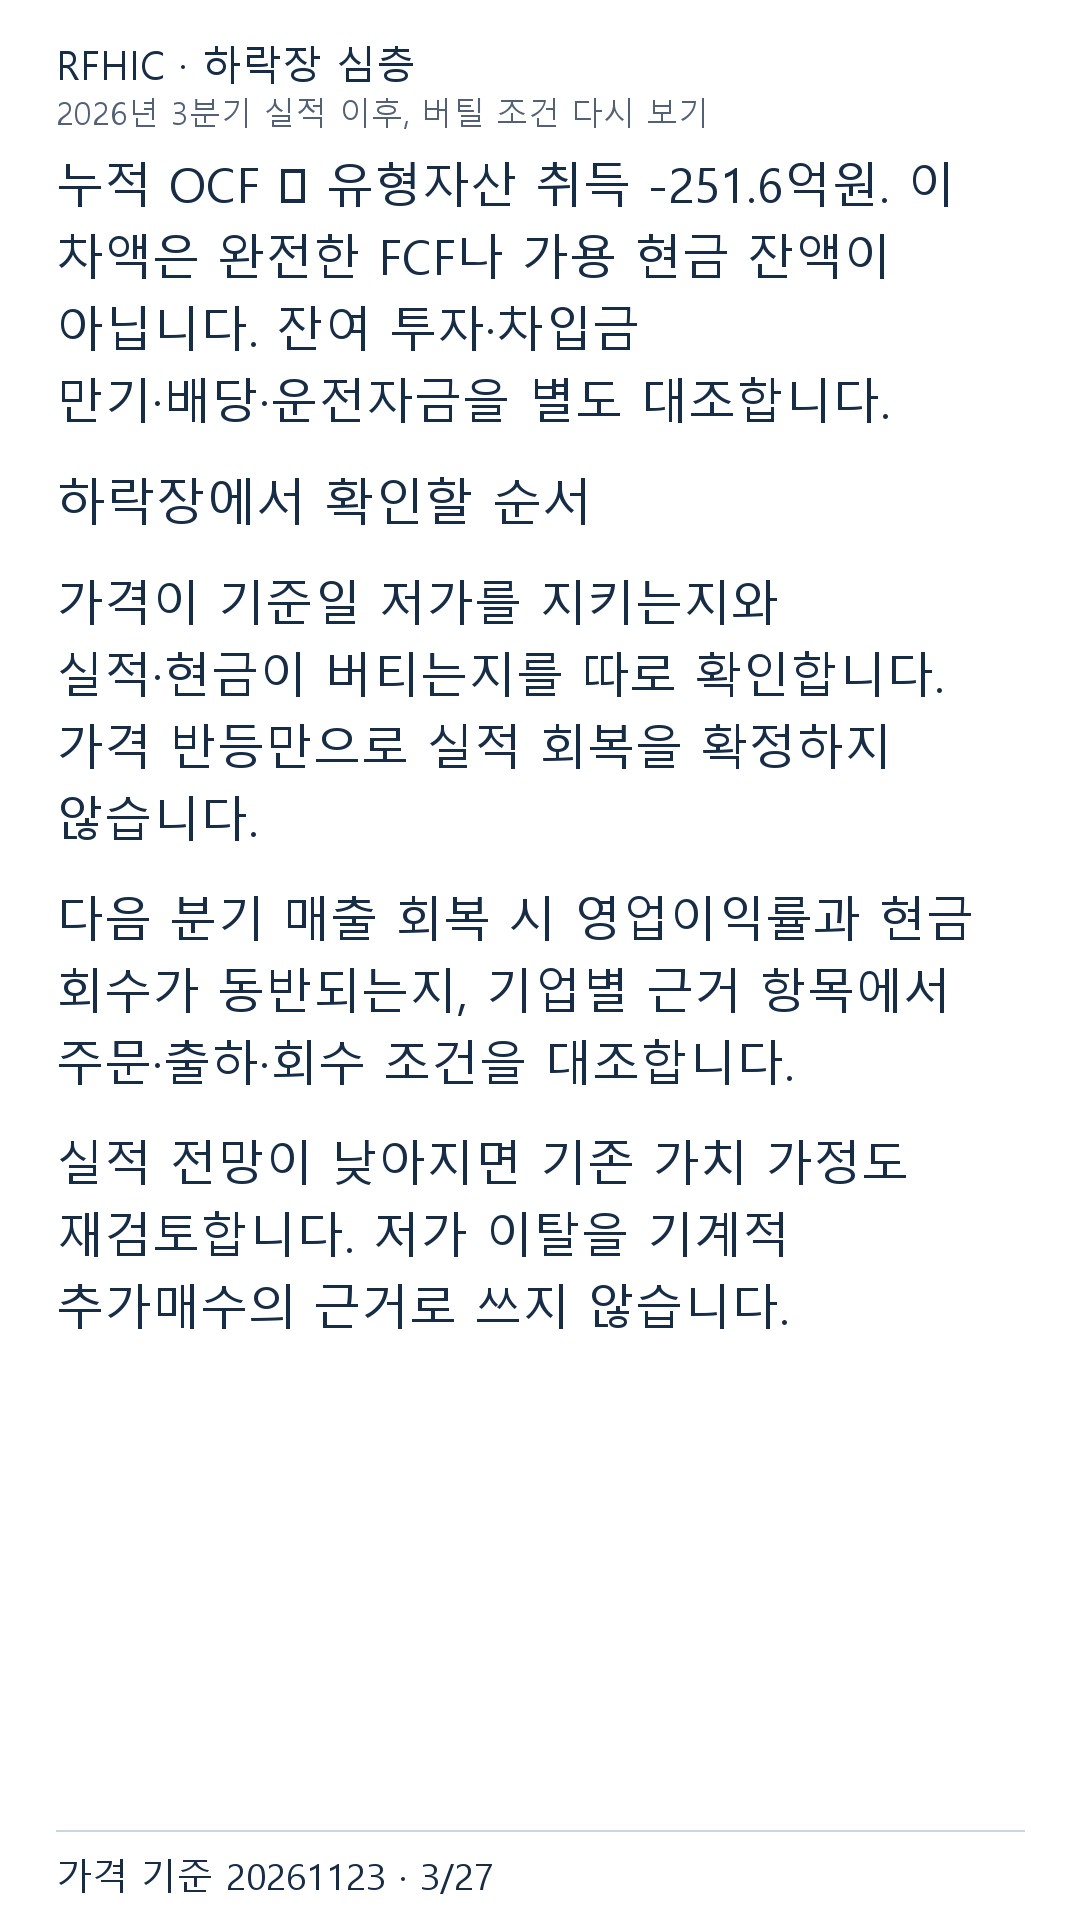 RFHIC · 하락장 심층
2026년 3분기 실적 이후, 버틸 조건 다시 보기
누적 OCF □ 유형자산 취득 -251.6억원. 이
차액은 완전한 FCF나 가용 현금 잔액이
아닙니다. 잔여 투자·차입금
만기·배당·운전자금을 별도 대조합니다.
하락장에서 확인할 순서
가격이 기준일 저가를 지키는지와
실적·현금이 버티는지를 따로 확인합니다.
가격 반등만으로 실적 회복을 확정하지
않습니다.
다음 분기 매출 회복 시 영업이익률과 현금
회수가 동반되는지, 기업별 근거 항목에서
주문·출하·회수 조건을 대조합니다.
실적 전망이 낮아지면 기존 가치 가정도
재검토합니다. 저가 이탈을 기계적
추가매수의 근거로 쓰지 않습니다.
가격 기준 20261123 · 3/27